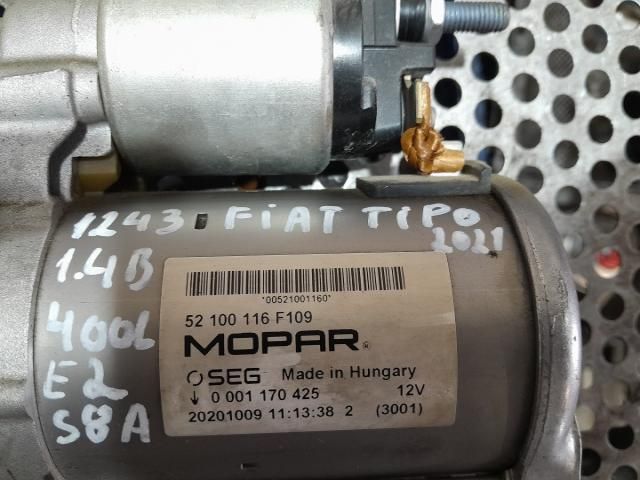 1243 FiAT TiPO
2021
1.4B
400L
E2
S8A
*00521001160*
52 100 116 F109
MOPAR®
SEG Made in Hungary
↓ 0 001 170 425 12V
20201009 11:13:38 2 (3001)